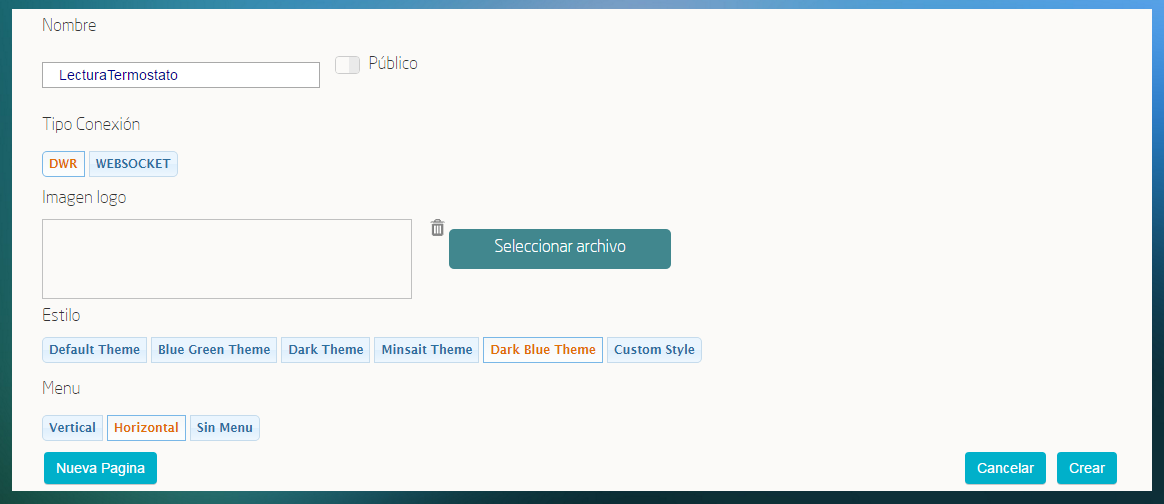 Nombre
LecturaTermostato
Público
Tipo Conexión
DWR WEBSOCKET
Imagen logo
Seleccionar archivo
Estilo
Default Theme Blue Green Theme Dark Theme Minsait Theme Dark Blue Theme Custom Style
Menu
Vertical Horizontal Sin Menu
Nueva Pagina Cancelar Crear